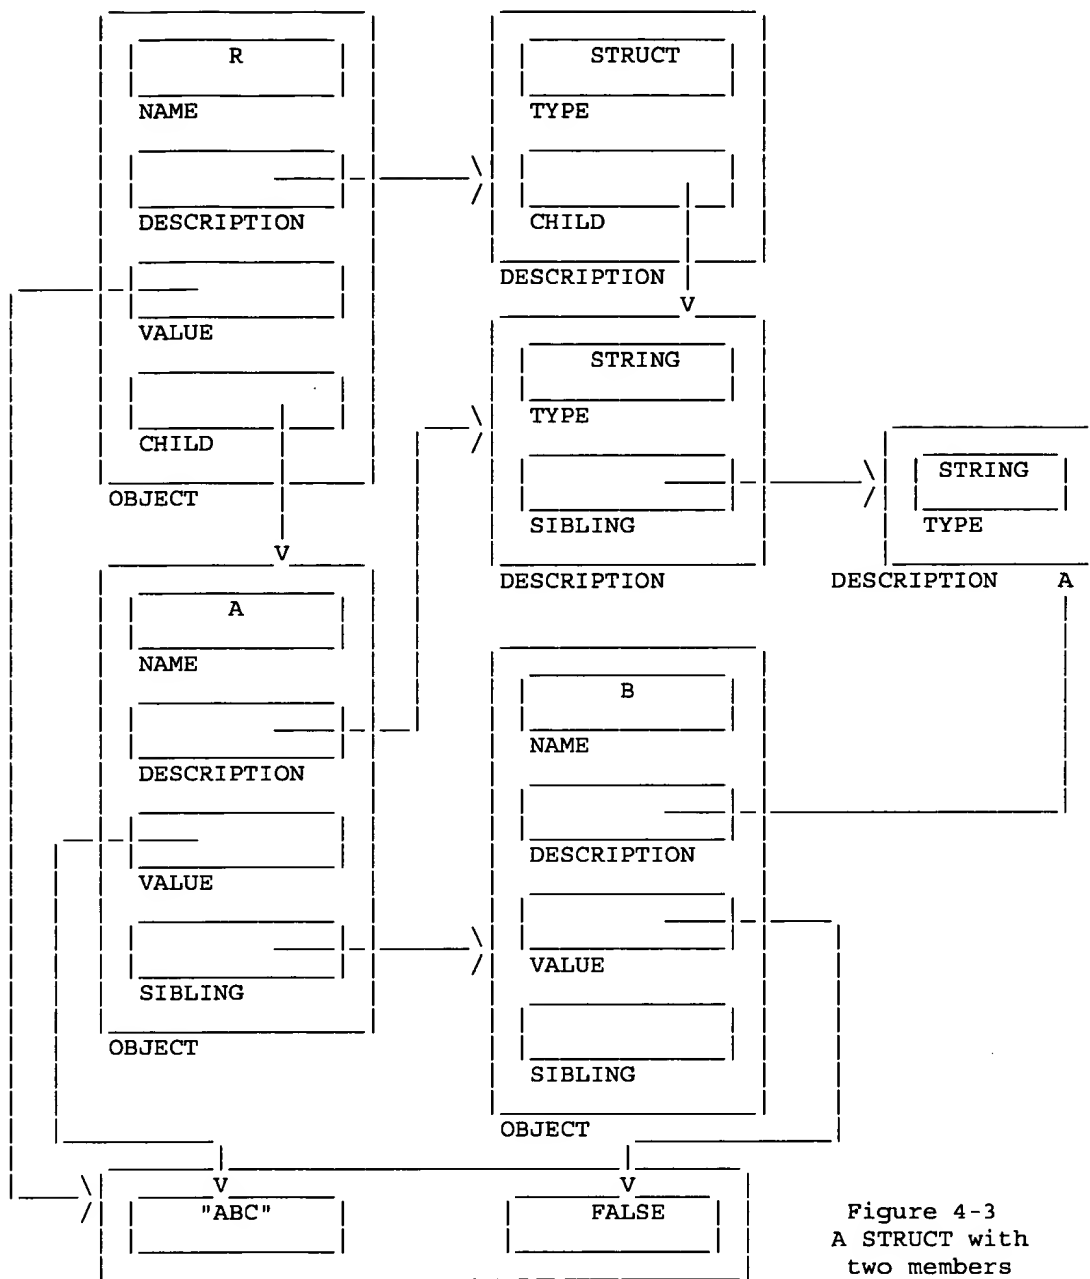 R
NAME
DESCRIPTION
VALUE
CHILD
OBJECT
STRUCT
TYPE
CHILD
DESCRIPTION
V
STRING
TYPE
SIBLING
DESCRIPTION
STRING
TYPE
DESCRIPTION A
V
A
NAME
DESCRIPTION
VALUE
SIBLING
OBJECT
B
NAME
DESCRIPTION
VALUE
SIBLING
OBJECT
V
"ABC"
V
FALSE
Figure 4-3
A STRUCT with
two members